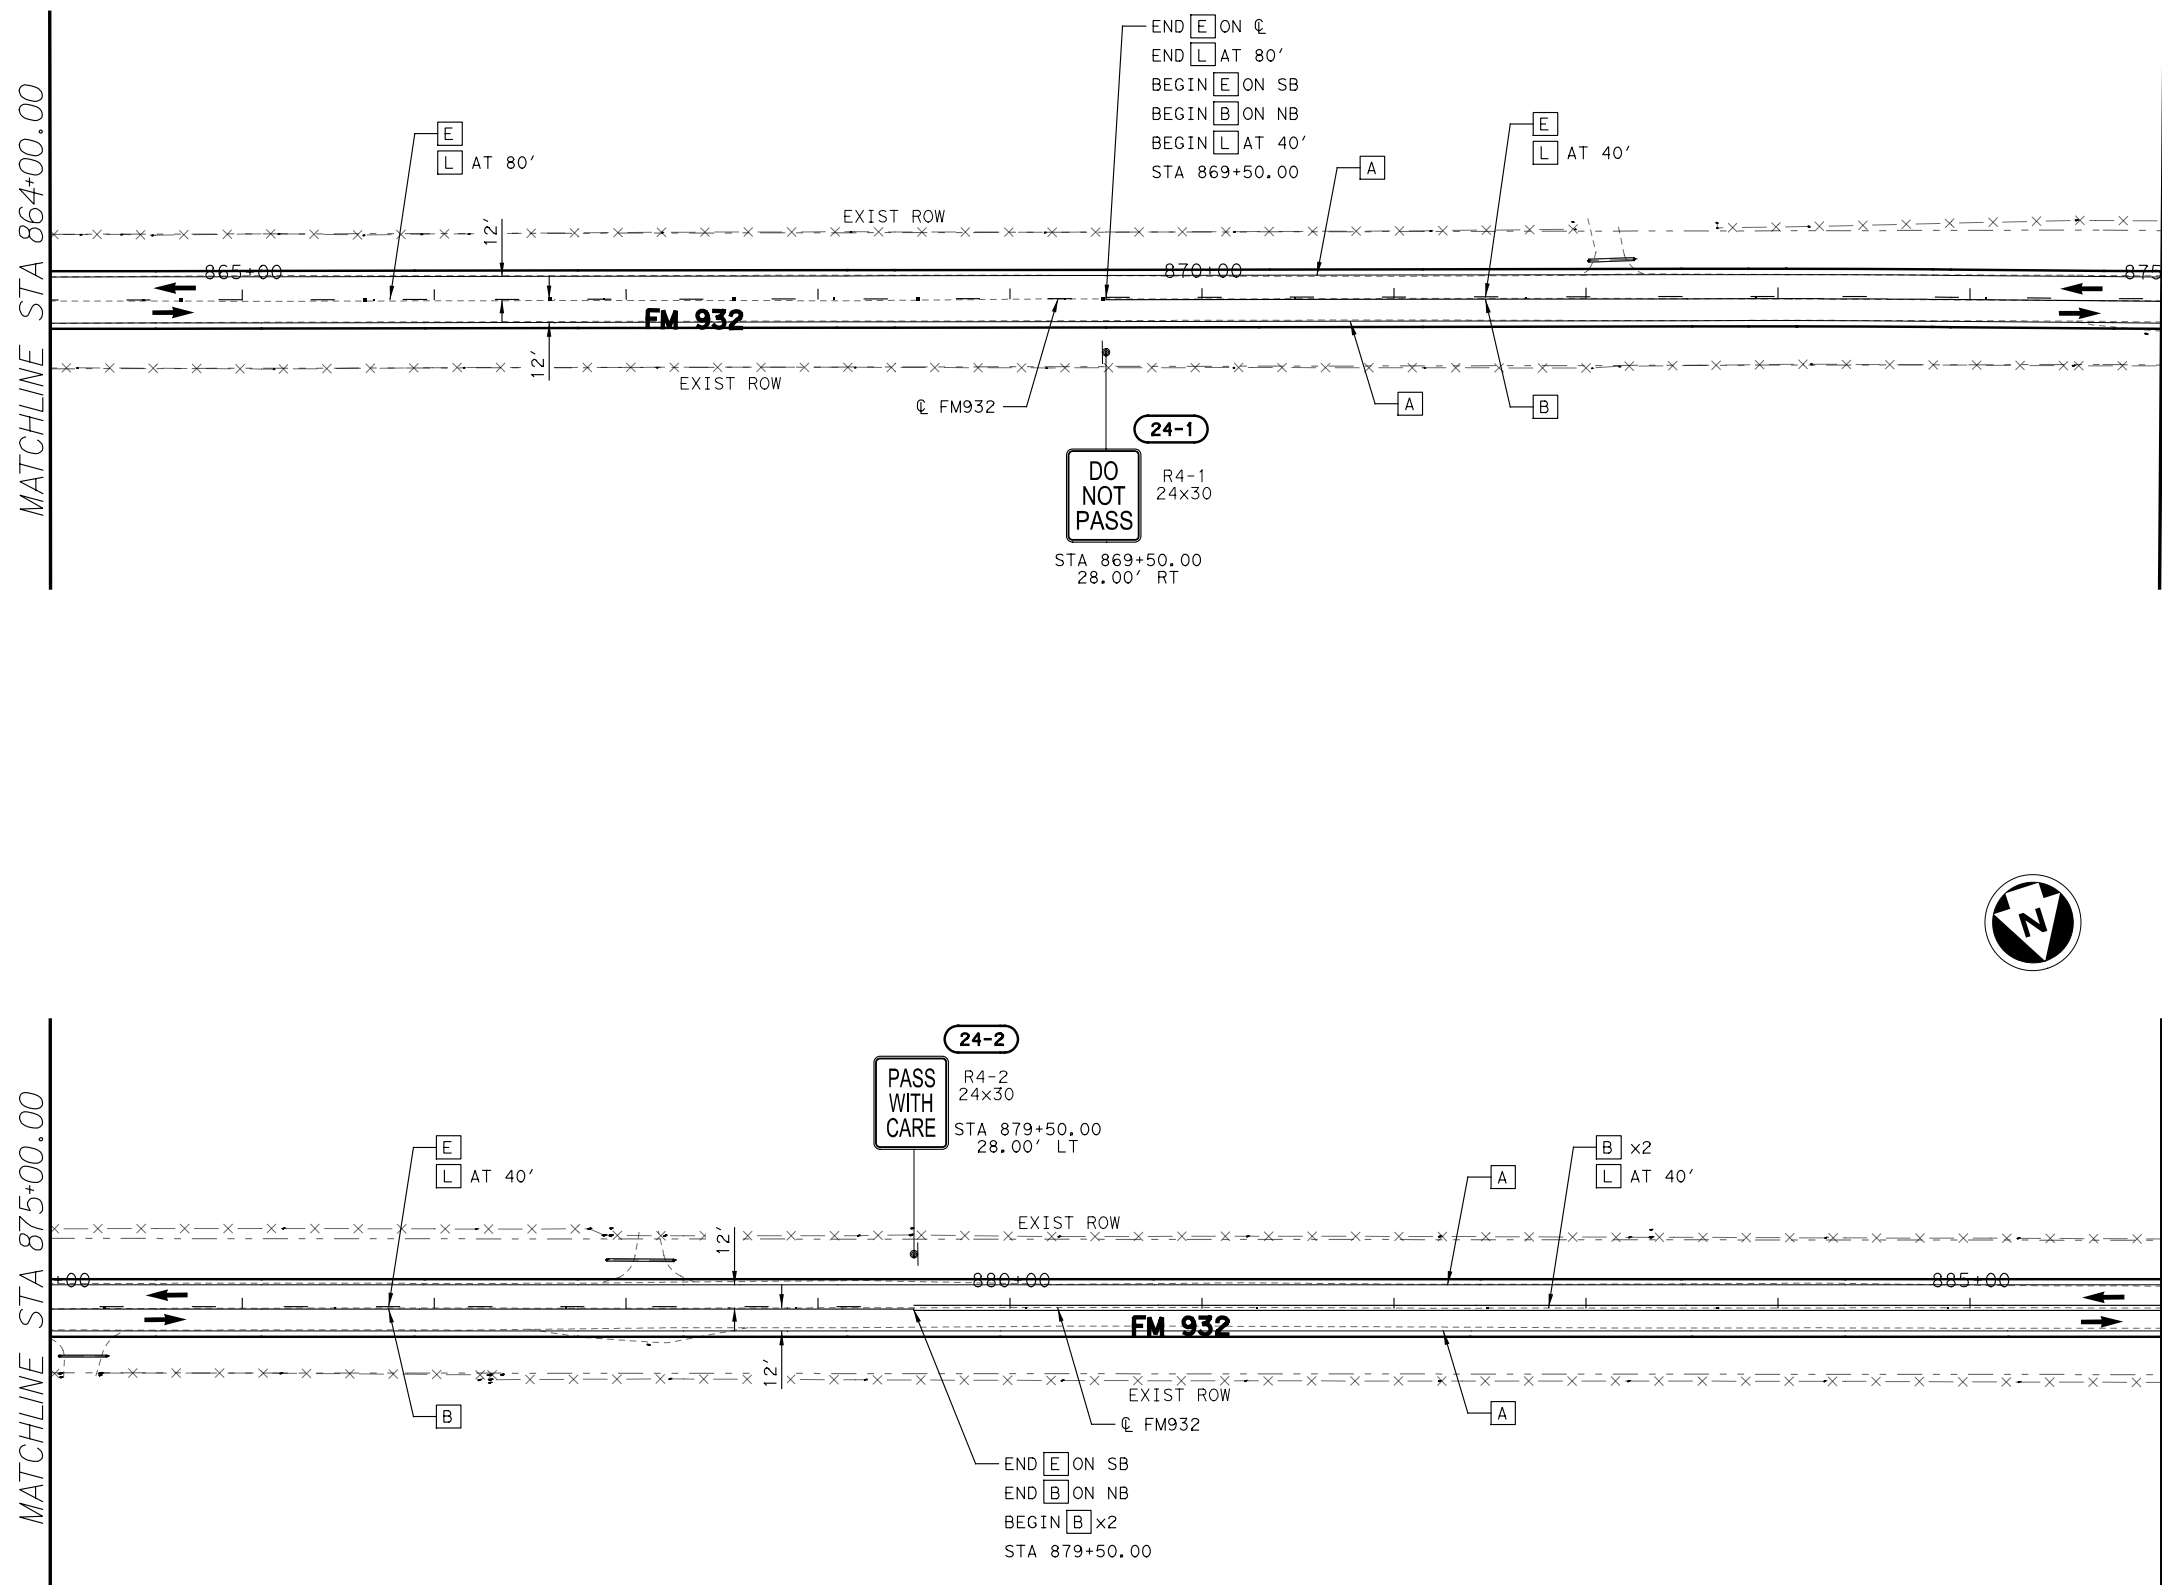 MATCHLINE STA 864+00.00
END E ON ℄
END L AT 80'
BEGIN E ON SB
BEGIN B ON NB
BEGIN L AT 40'
STA 869+50.00
E
L AT 80'
E
L AT 40'
A
EXIST ROW
12'
865+00
870+00
875
FM 932
12'
EXIST ROW
℄ FM932
A
B
24-1
DO
NOT
PASS
R4-1
24x30
STA 869+50.00
28.00' RT
N
MATCHLINE STA 875+00.00
24-2
PASS
WITH
CARE
R4-2
24x30
STA 879+50.00
28.00' LT
E
L AT 40'
B x2
L AT 40'
A
EXIST ROW
12'
+00
880+00
885+00
FM 932
12'
EXIST ROW
℄ FM932
B
A
END E ON SB
END B ON NB
BEGIN B x2
STA 879+50.00